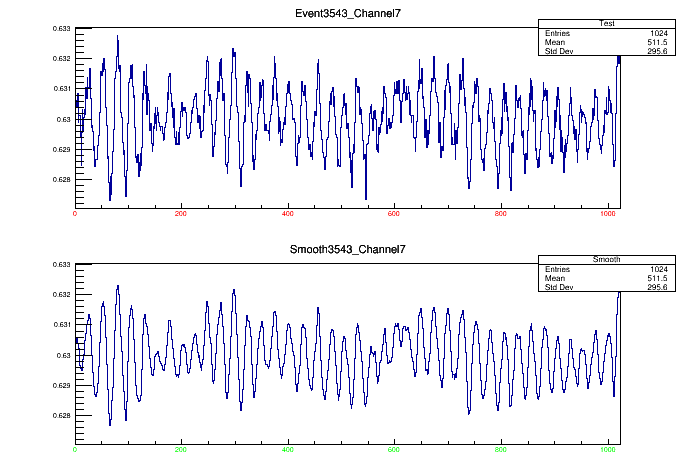 Event3543_Channel7
Test
Entries 1024
Mean 511.5
Std Dev 295.6
0.633
0.632
0.631
0.63
0.629
0.628
0 200 400 600 800 1000
Smooth3543_Channel7
Smooth
Entries 1024
Mean 511.5
Std Dev 295.6
0.633
0.632
0.631
0.63
0.629
0.628
0 200 400 600 800 1000